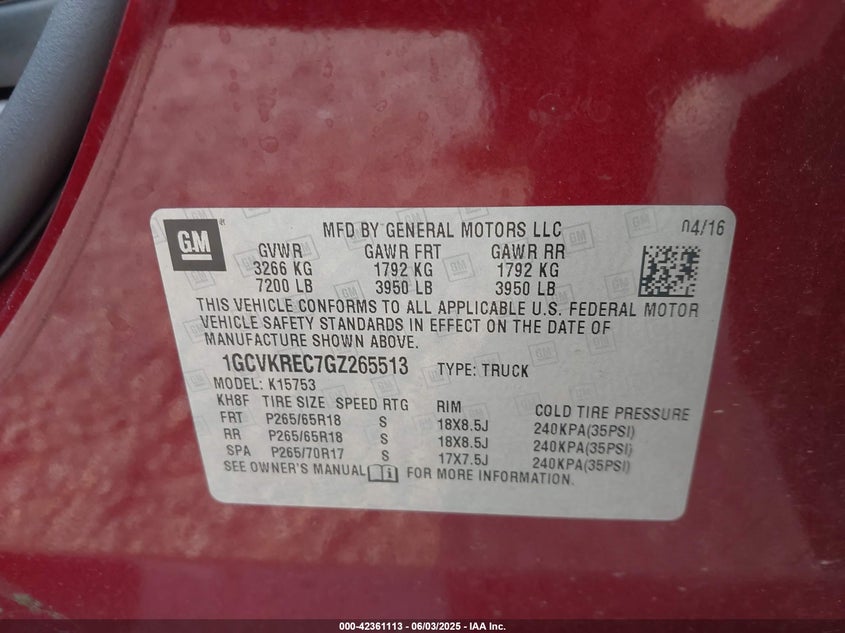 GM
MFD BY GENERAL MOTORS LLC
04/16
GVWR GAWR FRT GAWR RR
3266 KG 1792 KG 1792 KG
7200 LB 3950 LB 3950 LB
THIS VEHICLE CONFORMS TO ALL APPLICABLE U.S. FEDERAL MOTOR
VEHICLE SAFETY STANDARDS IN EFFECT ON THE DATE OF
MANUFACTURE SHOWN ABOVE.
1GCVKREC7GZ265513 TYPE: TRUCK
MODEL: K15753
KH8F TIRE SIZE SPEED RTG RIM COLD TIRE PRESSURE
FRT P265/65R18 S 18X8.5J 240KPA(35PSI)
RR P265/65R18 S 18X8.5J 240KPA(35PSI)
SPA P265/70R17 S 17X7.5J 240KPA(35PSI)
SEE OWNER'S MANUAL FOR MORE INFORMATION.
000-42361113 - 06/03/2025 - IAA Inc.